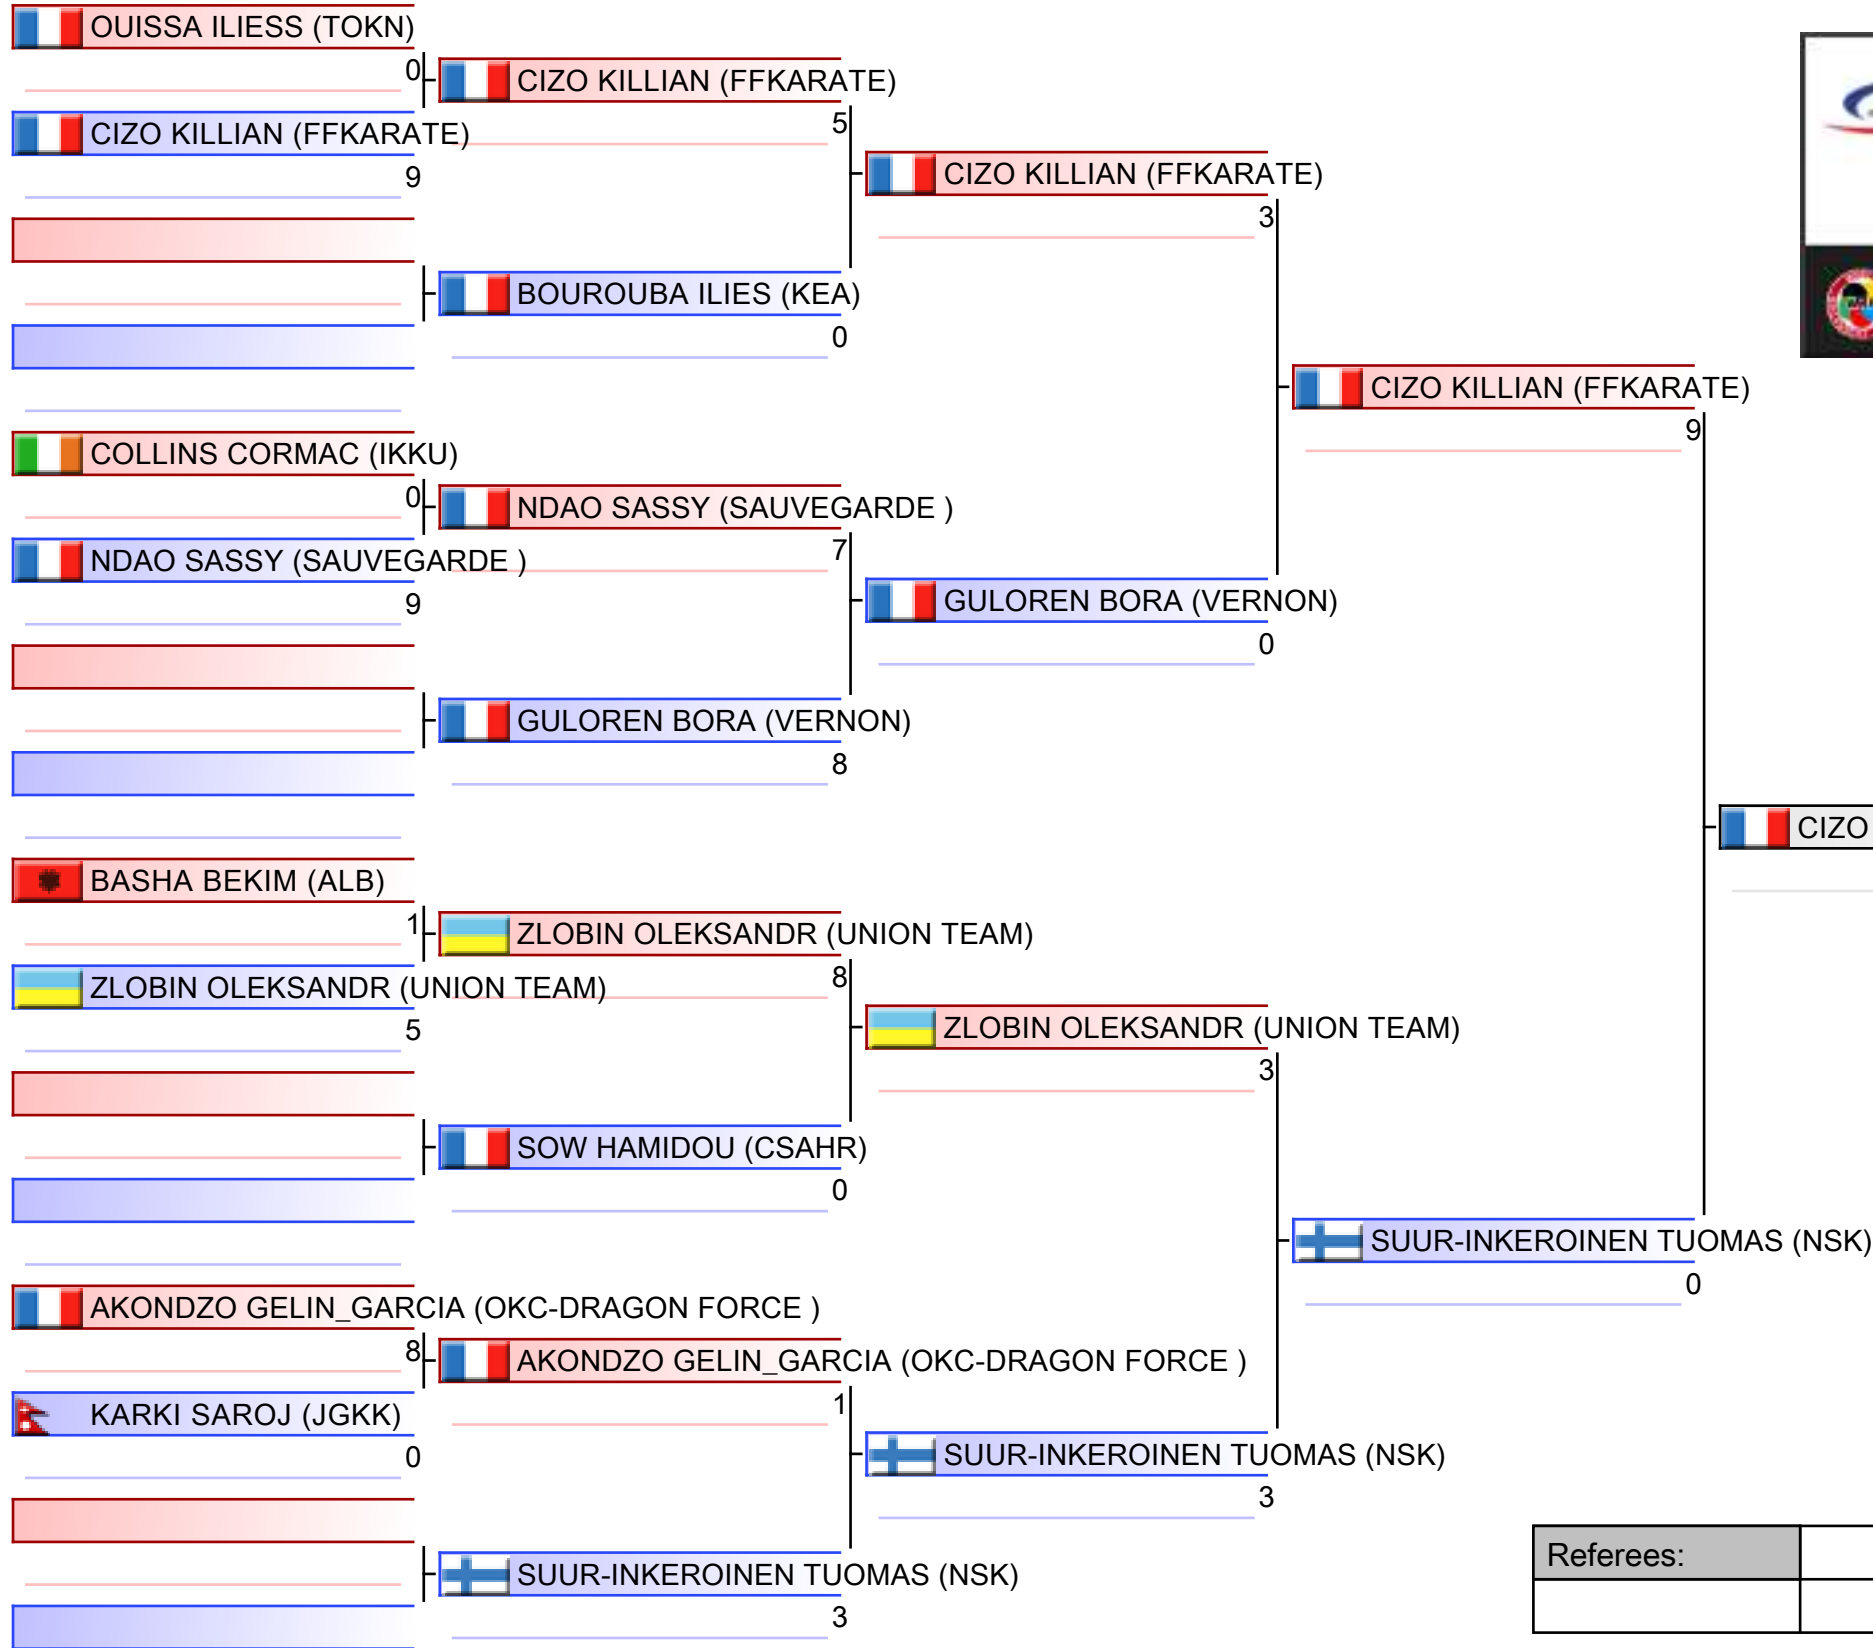 OUISSA ILIESS (TOKN)
0
CIZO KILLIAN (FFKARATE)
9
COLLINS CORMAC (IKKU)
0
NDAO SASSY (SAUVEGARDE )
9
BASHA BEKIM (ALB)
1
ZLOBIN OLEKSANDR (UNION TEAM)
5
AKONDZO GELIN_GARCIA (OKC-DRAGON FORCE )
8
KARKI SAROJ (JGKK)
0
CIZO KILLIAN (FFKARATE)
5
BOUROUBA ILIES (KEA)
0
NDAO SASSY (SAUVEGARDE )
7
GULOREN BORA (VERNON)
8
ZLOBIN OLEKSANDR (UNION TEAM)
8
SOW HAMIDOU (CSAHR)
0
AKONDZO GELIN_GARCIA (OKC-DRAGON FORCE )
1
SUUR-INKEROINEN TUOMAS (NSK)
3
CIZO KILLIAN (FFKARATE)
3
GULOREN BORA (VERNON)
0
ZLOBIN OLEKSANDR (UNION TEAM)
3
SUUR-INKEROINEN TUOMAS (NSK)
3
CIZO KILLIAN (FFKARATE)
9
SUUR-INKEROINEN TUOMAS (NSK)
0
CIZO
Referees: